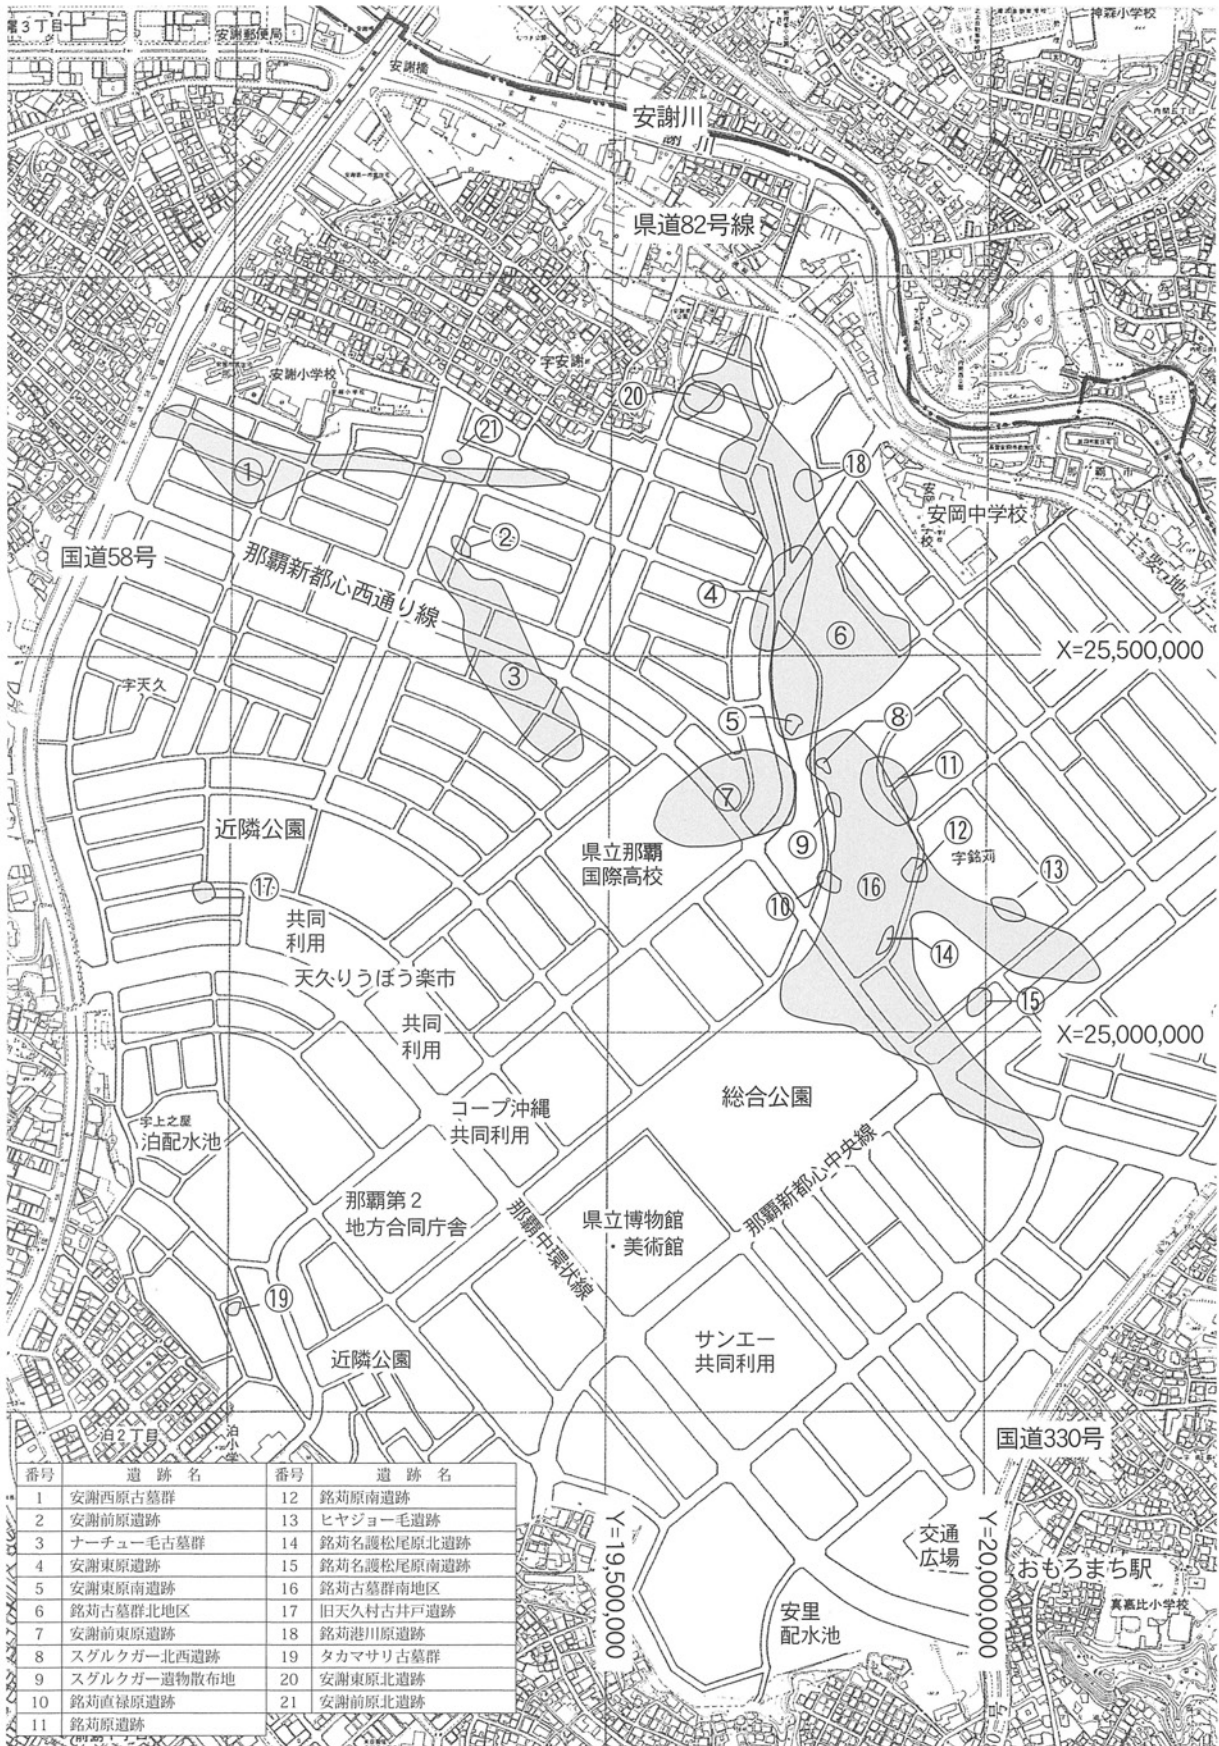 曙3丁目
安謝郵便局
神森小学校
安謝橋
安謝川
県道82号線
字安謝
安謝小学校
⑳
㉑
①
⑱
安岡中学校
国道58号
那覇新都心西通り線
②
④
⑥
X=25,500,000
③
字天久
⑤
⑧
⑪
⑦
近隣公園
県立那覇
国際高校
⑨
⑫
字銘苅
⑬
⑰
⑩
⑯
共同
利用
⑭
天久りうぼう楽市
⑮
共同
利用
X=25,000,000
コープ沖縄
共同利用
総合公園
字上之屋
泊配水池
那覇第2
地方合同庁舎
那覇中環状線
県立博物館
・美術館
那覇新都心中央線
⑲
近隣公園
サンエー
共同利用
泊2丁目
泊小学
国道330号
Y=19,500,000
Y=20,000,000
交通
広場
おもろまち駅
真嘉比小学校
安里
配水池
番号 遺跡名 番号 遺跡名
1 安謝西原古墓群 12 銘苅原南遺跡
2 安謝前原遺跡 13 ヒヤジョー毛遺跡
3 ナーチュー毛古墓群 14 銘苅名護松尾原北遺跡
4 安謝東原遺跡 15 銘苅名護松尾原南遺跡
5 安謝東原南遺跡 16 銘苅古墓群南地区
6 銘苅古墓群北地区 17 旧天久村古井戸遺跡
7 安謝前東原遺跡 18 銘苅港川原遺跡
8 スグルクガー北西遺跡 19 タカマサリ古墓群
9 スグルクガー遺物散布地 20 安謝東原北遺跡
10 銘苅直禄原遺跡 21 安謝前原北遺跡
11 銘苅原遺跡